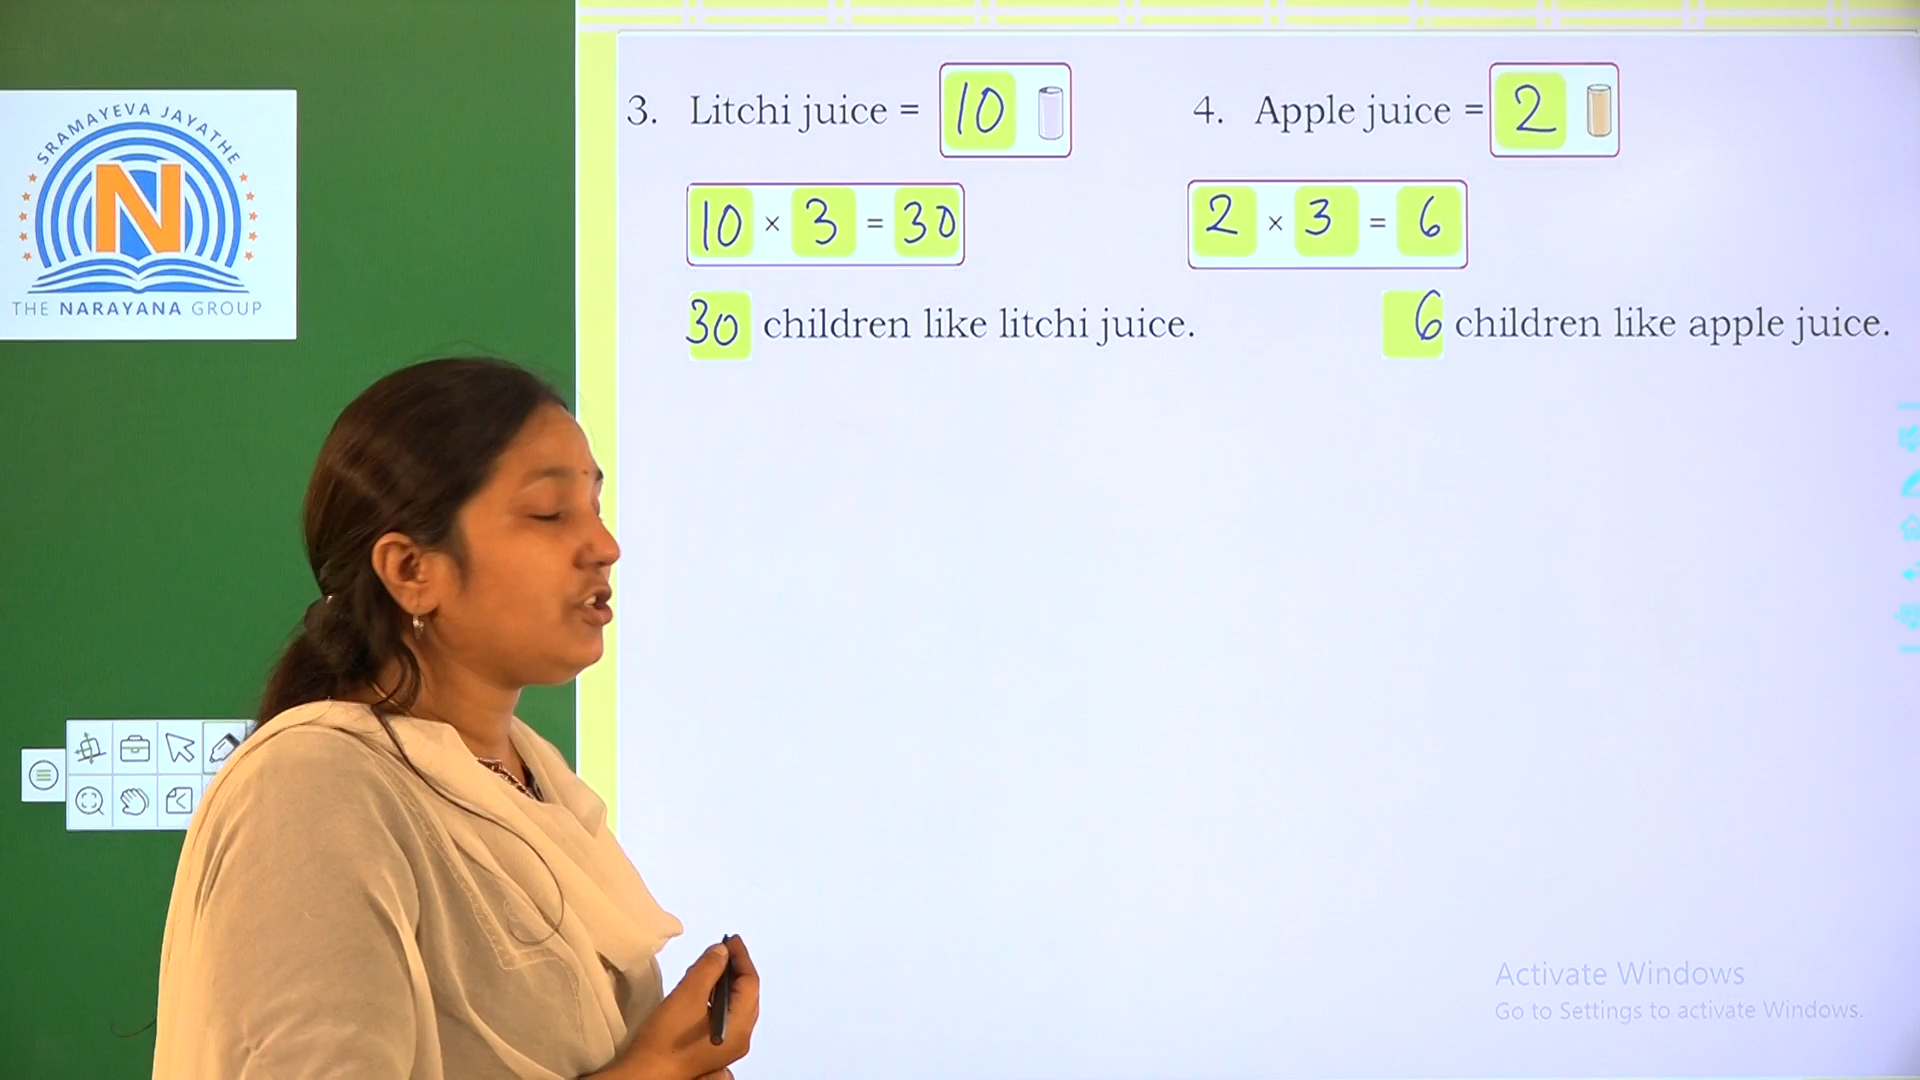 SRAMAYEVA JAYATHE
N
THE NARAYANA GROUP
3. Litchi juice = 10
10 × 3 = 30
30 children like litchi juice.
4. Apple juice = 2
2 × 3 = 6
6 children like apple juice.
Activate Windows
Go to Settings to activate Windows.